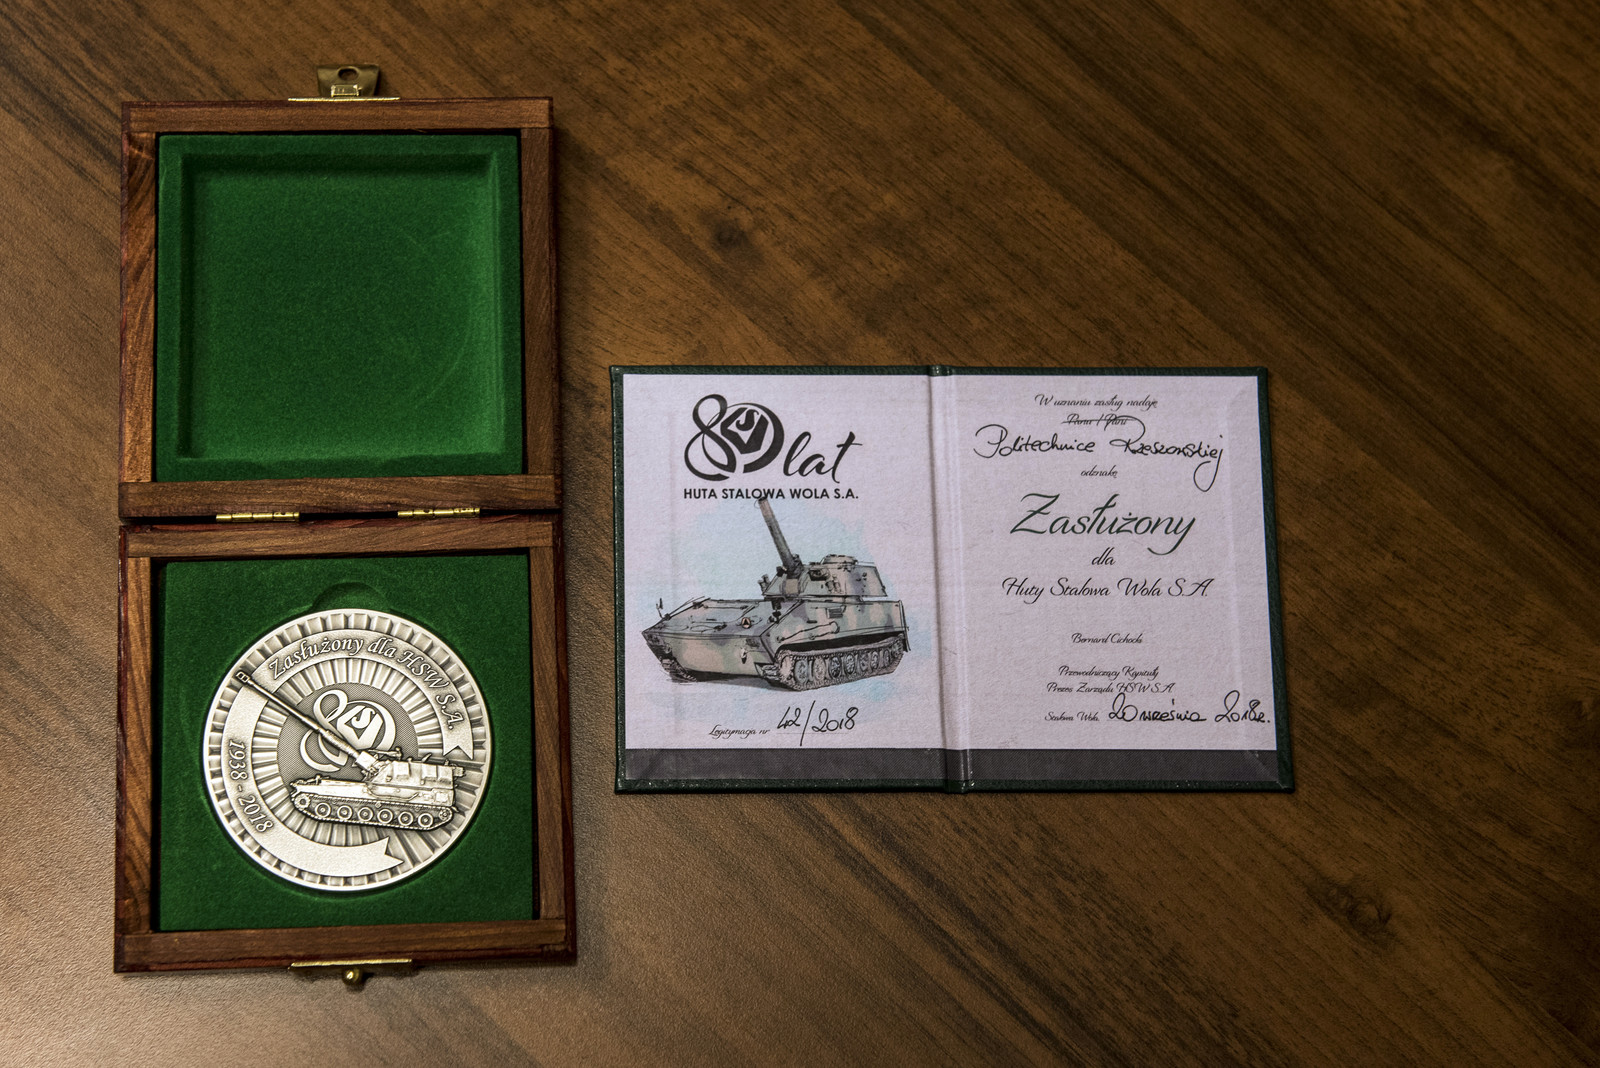 Zasłużony dla HSW S.A.
80
1938 - 2018
80 lat
HUTA STALOWA WOLA S.A.
Legitymacja nr 42/2018
W uznaniu zasług nadaję
Panu / Pani
Politechnice Rzeszowskiej
odznakę
Zasłużony
dla
Huty Stalowa Wola S.A.
Bernard Cichocki
Przewodniczący Kapituły
Prezes Zarządu HSW S.A.
Stalowa Wola, 20 września 2018r.